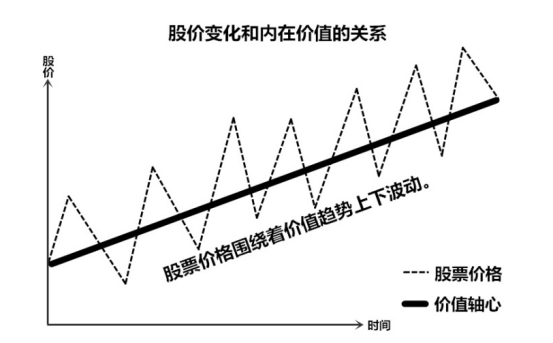 股价变化和内在价值的关系
股价
股票价格围绕着价值趋势上下波动。
股票价格
价值轴心
时间